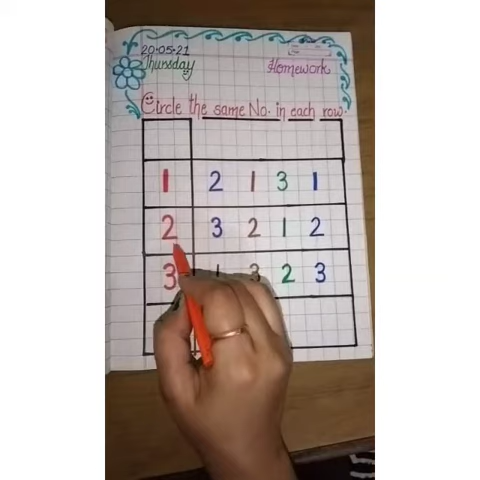 20-05-21
Thursday
Homework
Circle the same No. in each row.
1 2 1 3 1
2 3 2 1 2
3 1 3 2 3